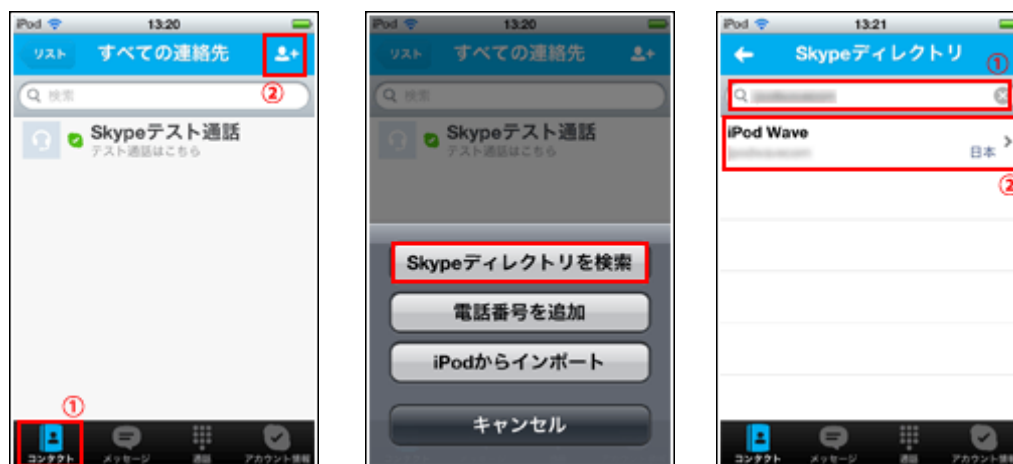 iPod 13:20
リスト すべての連絡先
②
検索
Skypeテスト通話
テスト通話はこちら
①
コンタクト メッセージ 通話 アカウント情報
iPod 13:20
リスト すべての連絡先
検索
Skypeテスト通話
テスト通話はこちら
Skypeディレクトリを検索
電話番号を追加
iPodからインポート
キャンセル
iPod 13:21
Skypeディレクトリ
①
iPod Wave
日本
②
コンタクト メッセージ 通話 アカウント情報